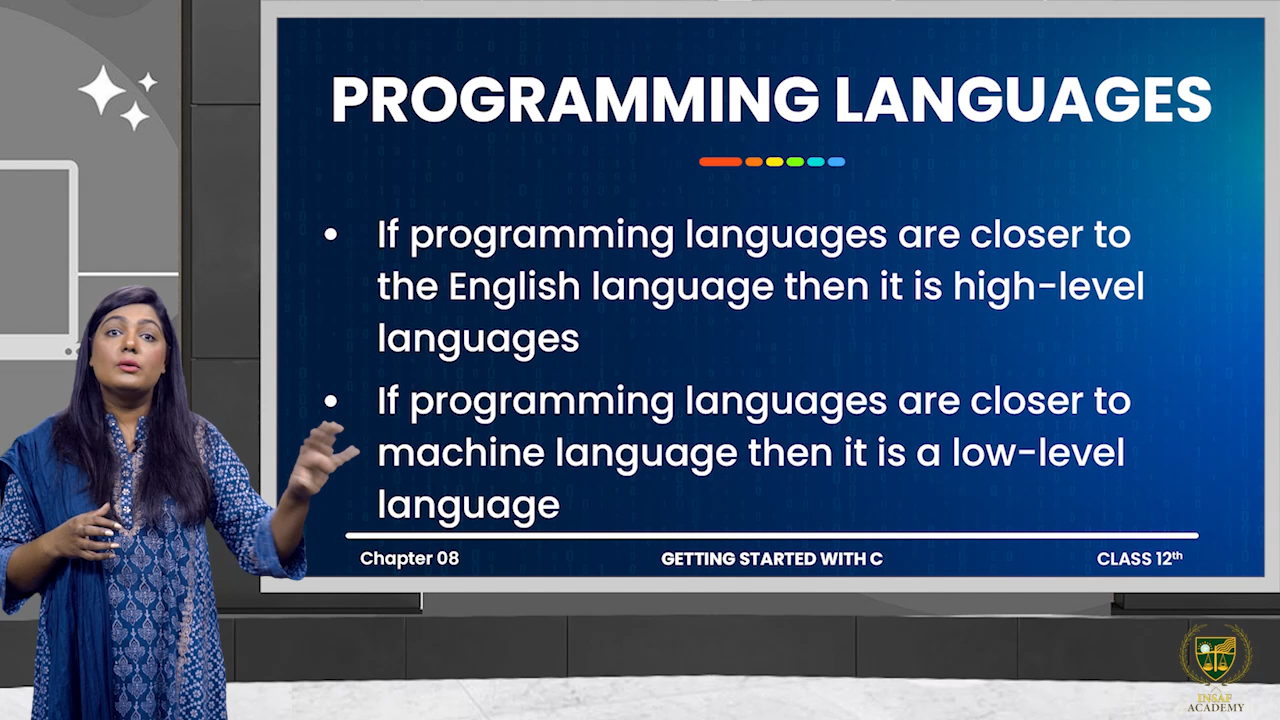 PROGRAMMING LANGUAGES
• If programming languages are closer to
the English language then it is high-level
languages
• If programming languages are closer to
machine language then it is a low-level
language
Chapter 08 GETTING STARTED WITH C CLASS 12th
INSAF
ACADEMY